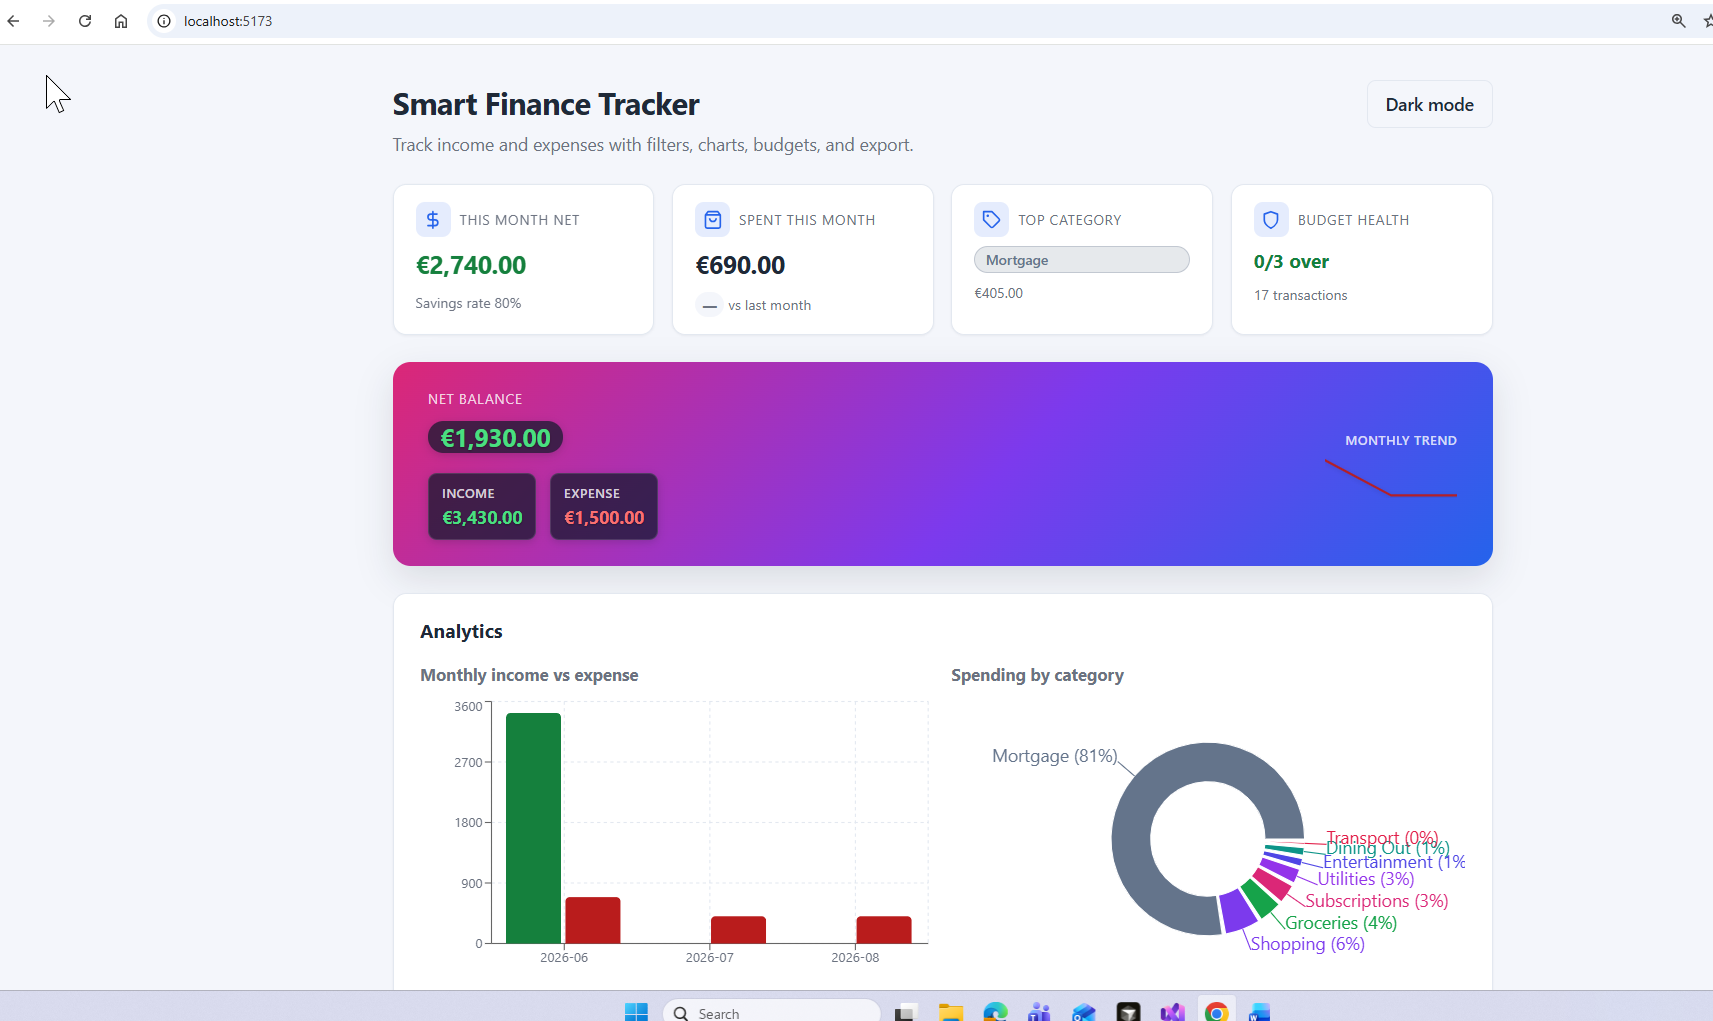 localhost:5173
Smart Finance Tracker
Dark mode
Track income and expenses with filters, charts, budgets, and export.
THIS MONTH NET
€2,740.00
Savings rate 80%
SPENT THIS MONTH
€690.00
— vs last month
TOP CATEGORY
Mortgage
€405.00
BUDGET HEALTH
0/3 over
17 transactions
NET BALANCE
€1,930.00
INCOME
€3,430.00
EXPENSE
€1,500.00
MONTHLY TREND
Analytics
Monthly income vs expense
3600
2700
1800
900
0
2026-06
2026-07
2026-08
Spending by category
Mortgage (81%)
Transport (0%)
Dining Out (1%)
Entertainment (1%
Utilities (3%)
Subscriptions (3%)
Groceries (4%)
Shopping (6%)
Search